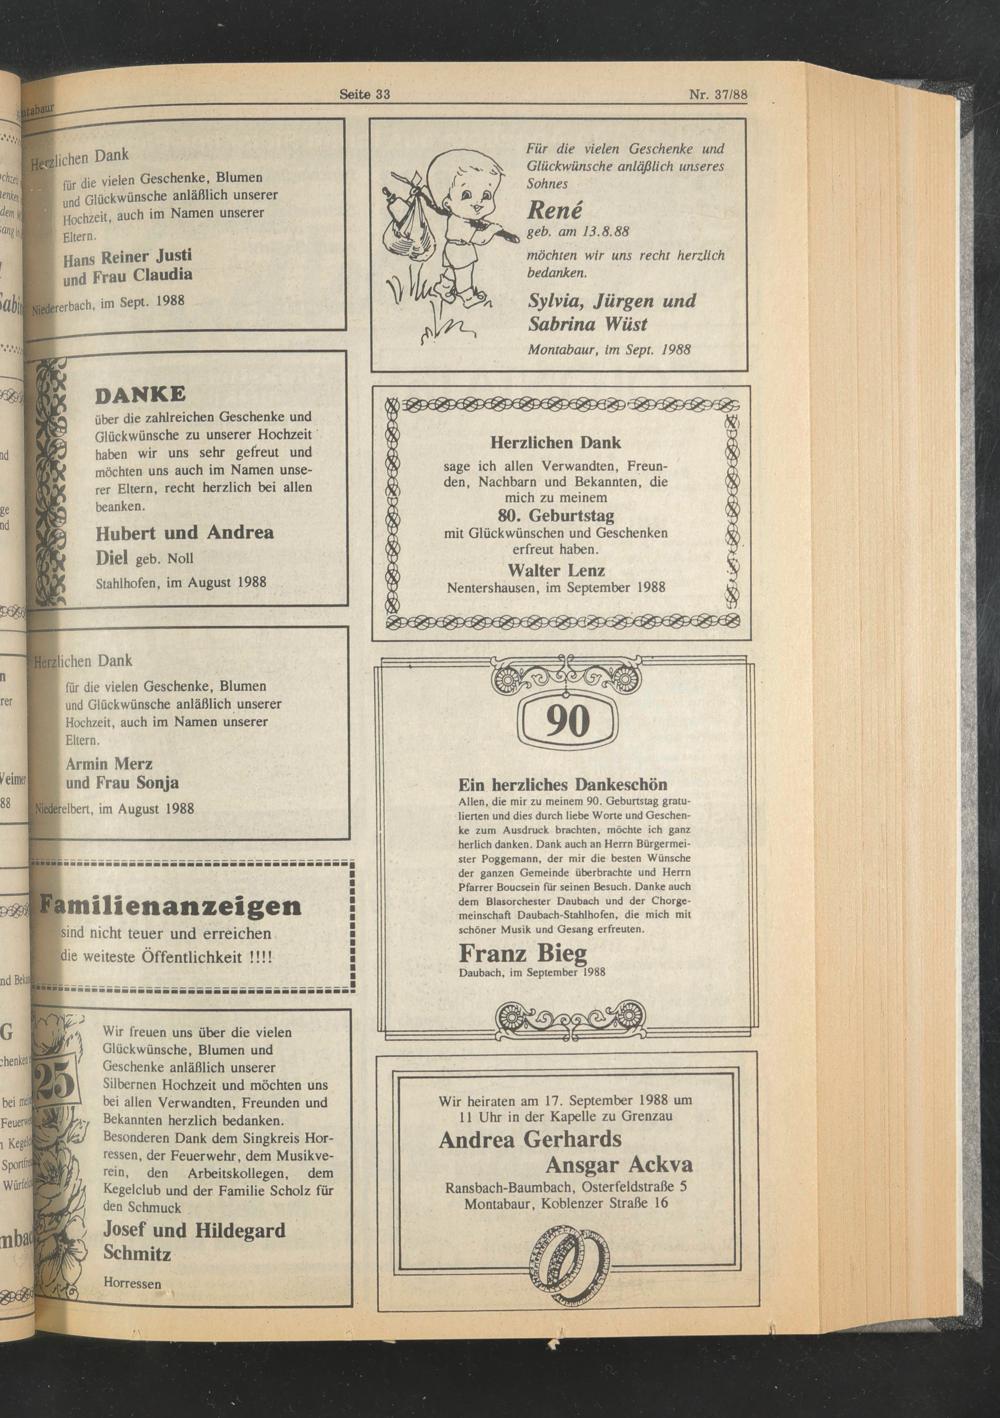 Seite 33
Nr. 37/88
Herzlichen Dank
für die vielen Geschenke, Blumen
und Glückwünsche anläßlich unserer
Hochzeit, auch im Namen unserer
Eltern.
Hans Reiner Justi
und Frau Claudia
Niedererbach, im Sept. 1988
DANKE
über die zahlreichen Geschenke und
Glückwünsche zu unserer Hochzeit
haben wir uns sehr gefreut und
möchten uns auch im Namen unse-
rer Eltern, recht herzlich bei allen
beanken.
Hubert und Andrea
Diel geb. Noll
Stahlhofen, im August 1988
Herzlichen Dank
für die vielen Geschenke, Blumen
und Glückwünsche anläßlich unserer
Hochzeit, auch im Namen unserer
Eltern.
Armin Merz
und Frau Sonja
Niederelbert, im August 1988
Familienanzeigen
sind nicht teuer und erreichen
die weiteste Öffentlichkeit !!!!
25
Wir freuen uns über die vielen
Glückwünsche, Blumen und
Geschenke anläßlich unserer
Silbernen Hochzeit und möchten uns
bei allen Verwandten, Freunden und
Bekannten herzlich bedanken.
Besonderen Dank dem Singkreis Hor-
ressen, der Feuerwehr, dem Musikve-
rein, den Arbeitskollegen, dem
Kegelclub und der Familie Scholz für
den Schmuck
Josef und Hildegard
Schmitz
Horressen
Für die vielen Geschenke und
Glückwünsche anläßlich unseres
Sohnes
René
geb. am 13.8.88
möchten wir uns recht herzlich
bedanken.
Sylvia, Jürgen und
Sabrina Wüst
Montabaur, im Sept. 1988
Herzlichen Dank
sage ich allen Verwandten, Freun-
den, Nachbarn und Bekannten, die
mich zu meinem
80. Geburtstag
mit Glückwünschen und Geschenken
erfreut haben.
Walter Lenz
Nentershausen, im September 1988
90
Ein herzliches Dankeschön
Allen, die mir zu meinem 90. Geburtstag gratu-
lierten und dies durch liebe Worte und Geschen-
ke zum Ausdruck brachten, möchte ich ganz
herlich danken. Dank auch an Herrn Bürgermei-
ster Poggemann, der mir die besten Wünsche
der ganzen Gemeinde überbrachte und Herrn
Pfarrer Boucsein für seinen Besuch. Danke auch
dem Blasorchester Daubach und der Chorge-
meinschaft Daubach-Stahlhofen, die mich mit
schöner Musik und Gesang erfreuten.
Franz Bieg
Daubach, im September 1988
Wir heiraten am 17. September 1988 um
11 Uhr in der Kapelle zu Grenzau
Andrea Gerhards
Ansgar Ackva
Ransbach-Baumbach, Osterfeldstraße 5
Montabaur, Koblenzer Straße 16